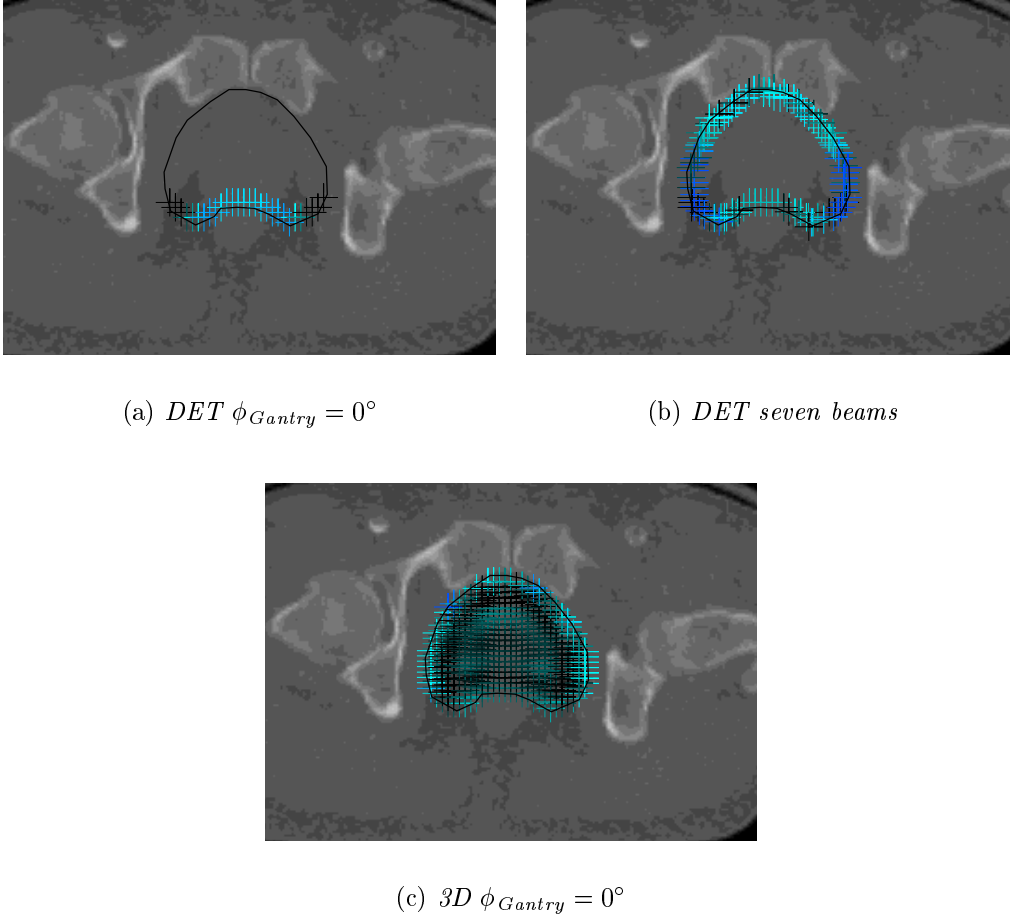 (a) DET ϕGantry = 0°
(b) DET seven beams
(c) 3D ϕGantry = 0°